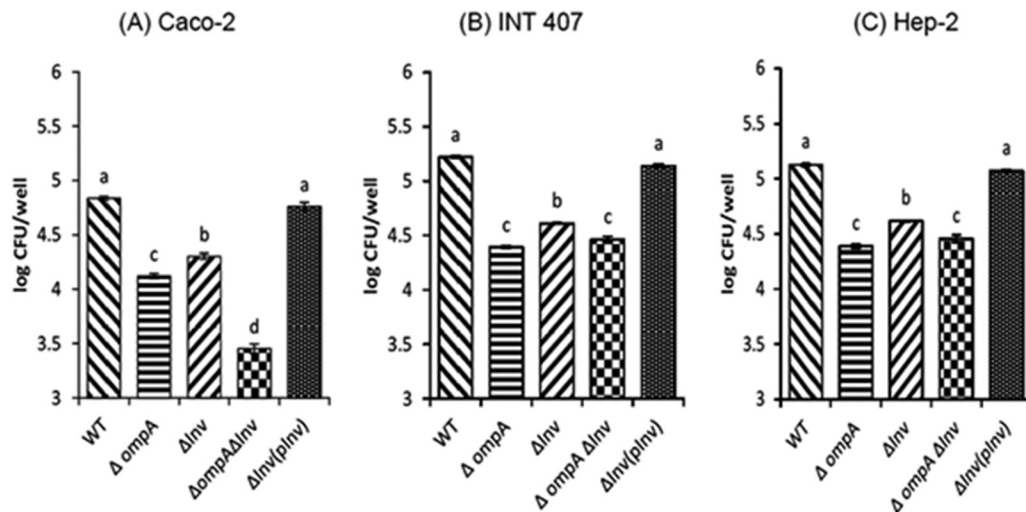 (A) Caco-2
(B) INT 407
(C) Hep-2
log CFU/well
6
5.5
5
4.5
4
3.5
3
a
c
b
d
a
WT
Δ ompA
ΔInv
ΔompAΔInv
ΔInv(pInv)
log CFU/well
6
5.5
5
4.5
4
3.5
3
a
c
b
c
a
WT
Δ ompA
ΔInv
Δ ompA ΔInv
ΔInv(pInv)
log CFU/well
6
5.5
5
4.5
4
3.5
3
a
c
b
c
a
WT
Δ ompA
ΔInv
Δ ompA ΔInv
ΔInv(pInv)